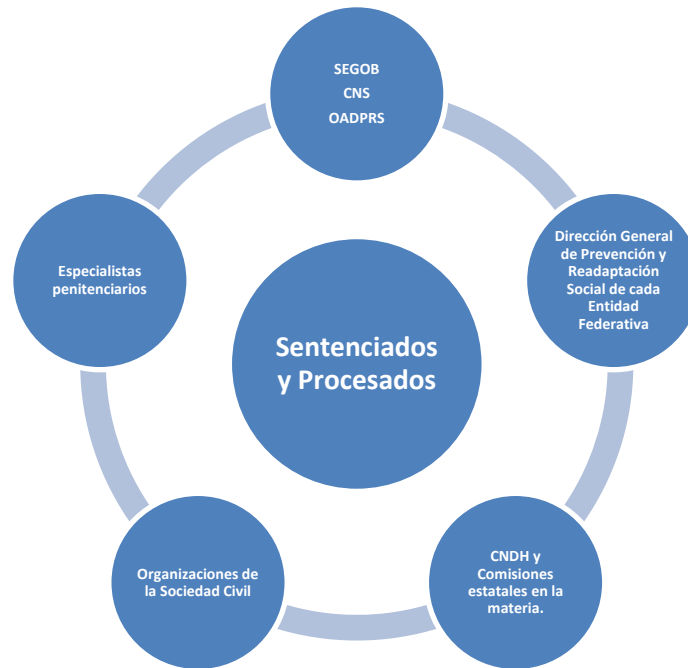 SEGOB
CNS
OADPRS
Dirección General
de Prevención y
Readaptación
Social de cada
Entidad
Federativa
Especialistas
penitenciarios
Sentenciados
y Procesados
Organizaciones de
la Sociedad Civil
CNDH y
Comisiones
estatales en la
materia.